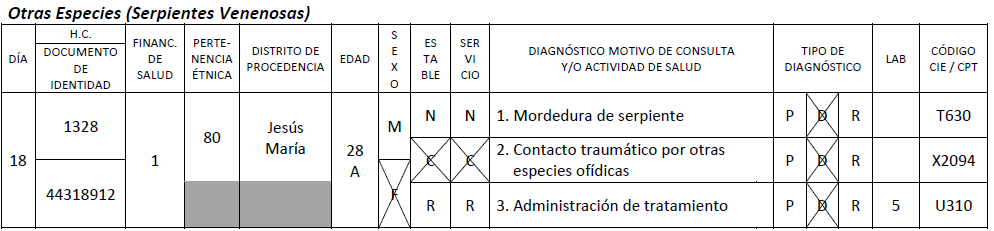 Otras Especies (Serpientes Venenosas)
DÍA
H.C.
DOCUMENTO
DE
IDENTIDAD
FINANC.
DE
SALUD
PERTE-
NENCIA
ÉTNICA
DISTRITO DE
PROCEDENCIA
EDAD
S
E
X
O
ES
TA
BLE
SER
VI
CIO
DIAGNÓSTICO MOTIVO DE CONSULTA
Y/O ACTIVIDAD DE SALUD
TIPO DE
DIAGNÓSTICO
LAB
CÓDIGO
CIE / CPT
18
1328
44318912
1
80
Jesús
María
28
A
M
F
N N 1. Mordedura de serpiente P D R T630
C C 2. Contacto traumático por otras
especies ofídicas P D R X2094
R R 3. Administración de tratamiento P D R 5 U310